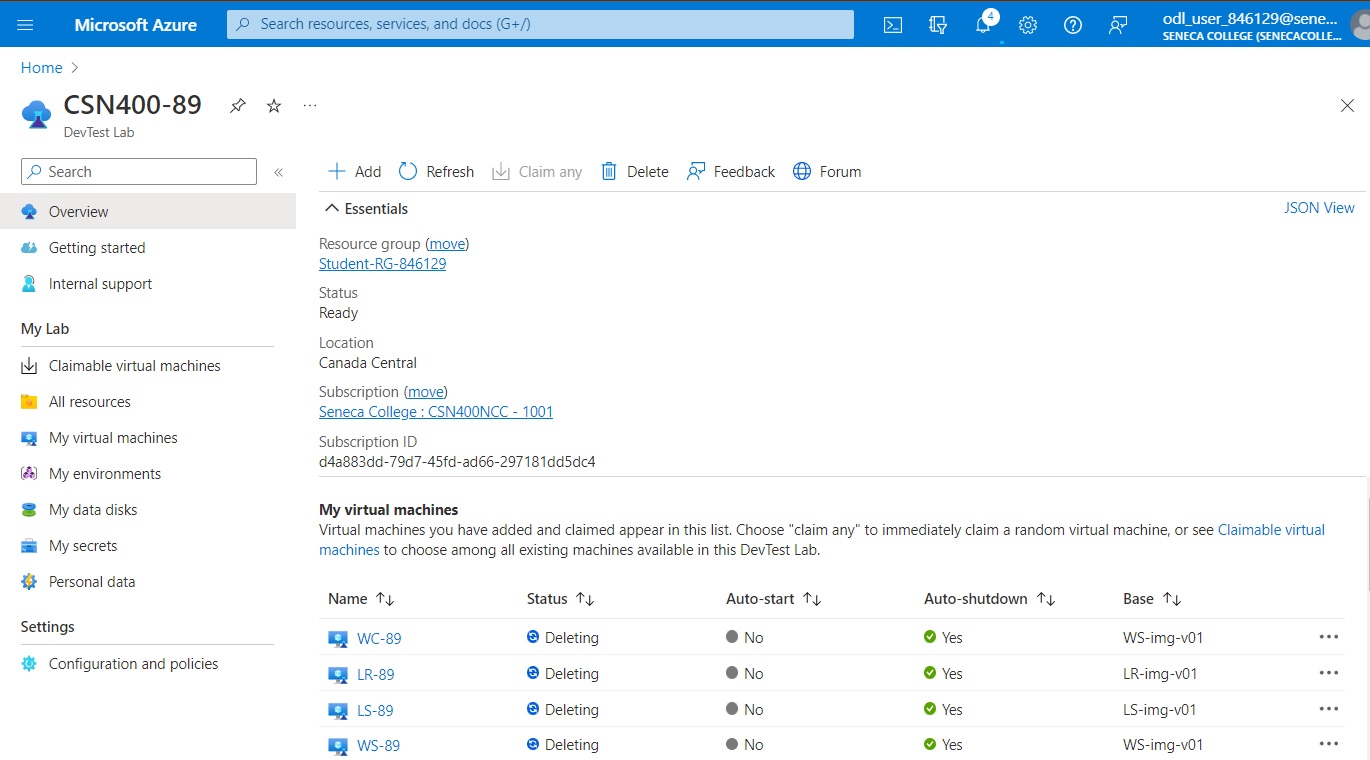 Microsoft Azure
Search resources, services, and docs (G+/)
4
odl_user_846129@sene...
SENECA COLLEGE (SENECACOLLE...
Home >
CSN400-89
DevTest Lab
Search
«
Add
Refresh
Claim any
Delete
Feedback
Forum
Overview
Getting started
Internal support
My Lab
Claimable virtual machines
All resources
My virtual machines
My environments
My data disks
My secrets
Personal data
Settings
Configuration and policies
Essentials
JSON View
Resource group (move)
Student-RG-846129
Status
Ready
Location
Canada Central
Subscription (move)
Seneca College : CSN400NCC - 1001
Subscription ID
d4a883dd-79d7-45fd-ad66-297181dd5dc4
My virtual machines
Virtual machines you have added and claimed appear in this list. Choose "claim any" to immediately claim a random virtual machine, or see Claimable virtual
machines to choose among all existing machines available in this DevTest Lab.
Name ↑↓ Status ↑↓ Auto-start ↑↓ Auto-shutdown ↑↓ Base ↑↓
WC-89 Deleting No Yes WS-img-v01
LR-89 Deleting No Yes LR-img-v01
LS-89 Deleting No Yes LS-img-v01
WS-89 Deleting No Yes WS-img-v01